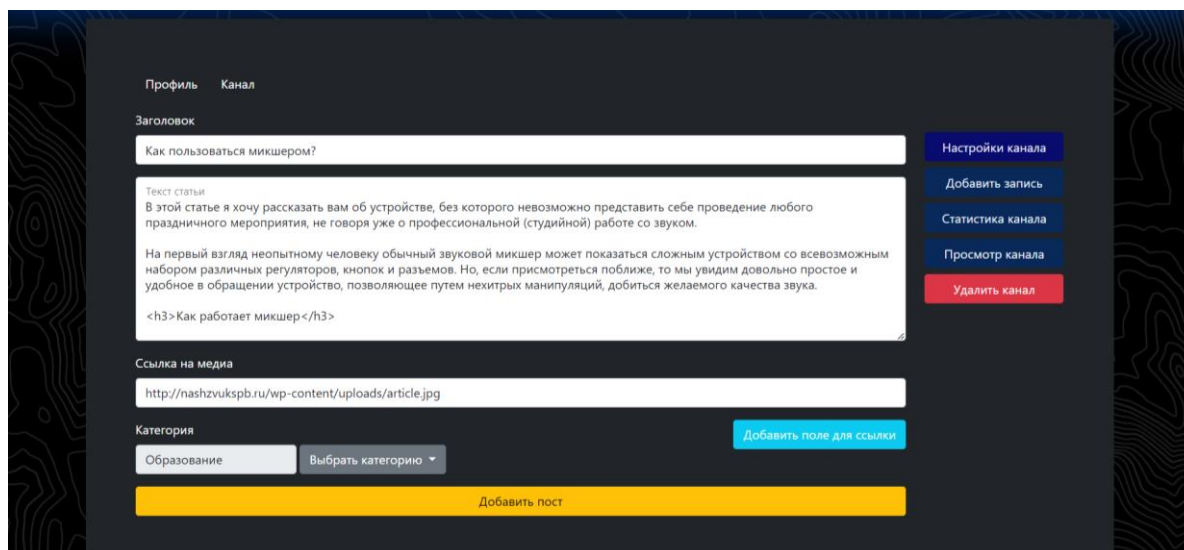 Профиль Канал
Заголовок
Как пользоваться микшером?
Текст статьи
В этой статье я хочу рассказать вам об устройстве, без которого невозможно представить себе проведение любого
праздничного мероприятия, не говоря уже о профессиональной (студийной) работе со звуком.
На первый взгляд неопытному человеку обычный звуковой микшер может показаться сложным устройством со всевозможным
набором различных регуляторов, кнопок и разъемов. Но, если присмотреться поближе, то мы увидим довольно простое и
удобное в обращении устройство, позволяющее путем нехитрых манипуляций, добиться желаемого качества звука.
<h3>Как работает микшер</h3>
Ссылка на медиа
http://nashzvukspb.ru/wp-content/uploads/article.jpg
Категория
Добавить поле для ссылки
Образование
Выбрать категорию
Добавить пост
Настройки канала
Добавить запись
Статистика канала
Просмотр канала
Удалить канал